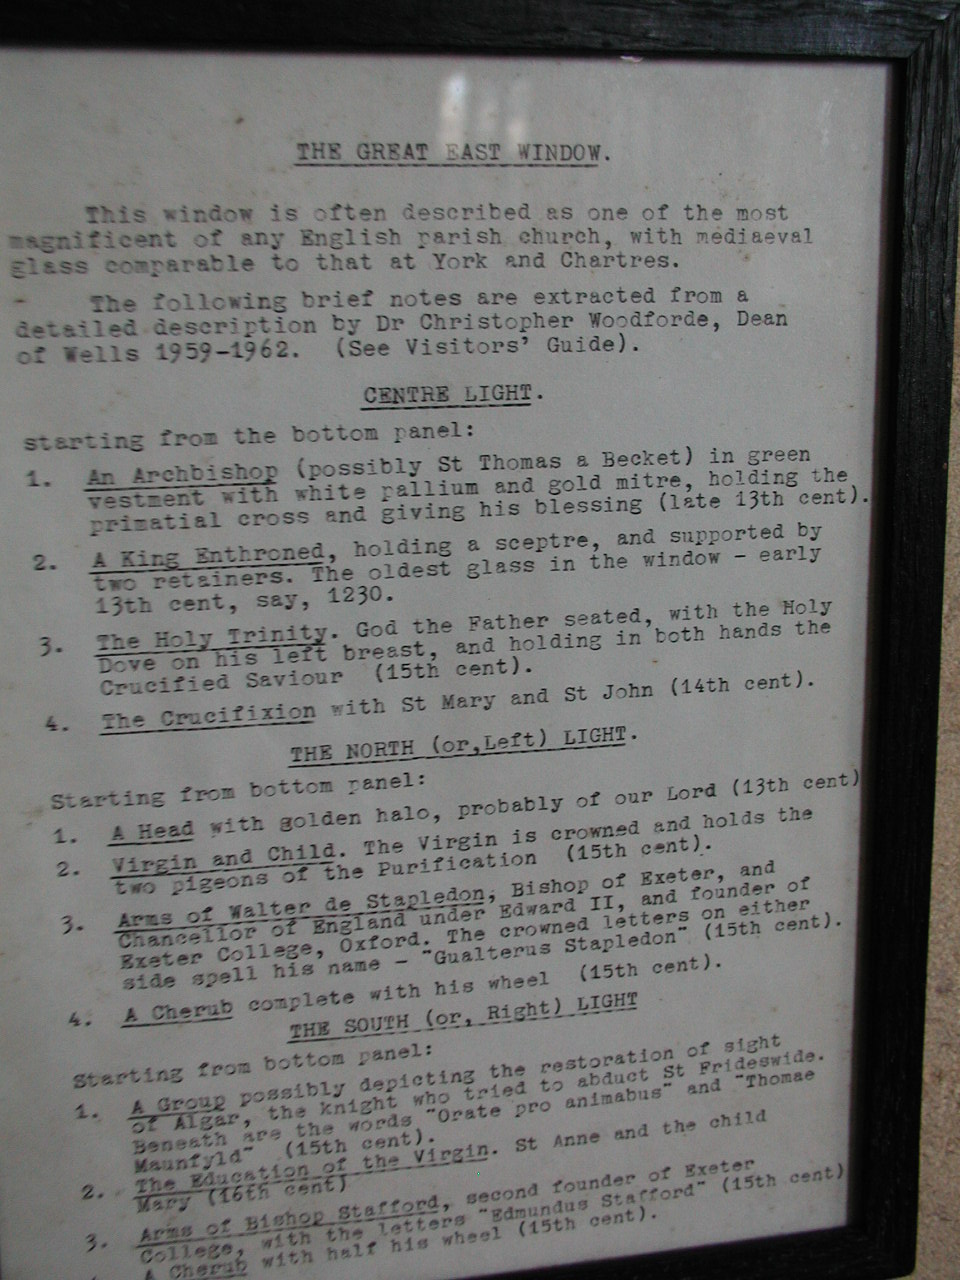 THE GREAT EAST WINDOW.
This window is often described as one of the most
magnificent of any English parish church, with mediaeval
glass comparable to that at York and Chartres.
The following brief notes are extracted from a
detailed description by Dr Christopher Woodforde, Dean
of Wells 1959-1962. (See Visitors' Guide).
CENTRE LIGHT.
starting from the bottom panel:
1. An Archbishop (possibly St Thomas a Becket) in green
vestment with white pallium and gold mitre, holding the
primatial cross and giving his blessing (late 13th cent).
2. A King Enthroned, holding a sceptre, and supported by
two retainers. The oldest glass in the window - early
13th cent, say, 1230.
3. The Holy Trinity. God the Father seated, with the Holy
Dove on his left breast, and holding in both hands the
Crucified Saviour (15th cent).
4. The Crucifixion with St Mary and St John (14th cent).
THE NORTH (or,Left) LIGHT.
Starting from bottom panel:
1. A Head with golden halo, probably of our Lord (13th cent)
2. Virgin and Child. The Virgin is crowned and holds the
two pigeons of the Purification (15th cent).
3. Arms of Walter de Stapledon, Bishop of Exeter, and
Chancellor of England under Edward II, and founder of
Exeter College, Oxford. The crowned letters on either
side spell his name - "Gualterus Stapledon" (15th cent).
4. A Cherub complete with his wheel (15th cent).
THE SOUTH (or, Right) LIGHT
Starting from bottom panel:
1. A Group possibly depicting the restoration of sight
of Algar, the knight who tried to abduct St Frideswide.
Beneath are the words "Orate pro animabus" and "Thomae
Maunfyld" (15th cent).
2. The Education of the Virgin. St Anne and the child
Mary (16th cent)
3. Arms of Bishop Stafford, second founder of Exeter
College, with the letters "Edmundus Stafford" (15th cent)
A Cherub with half his wheel (15th cent).